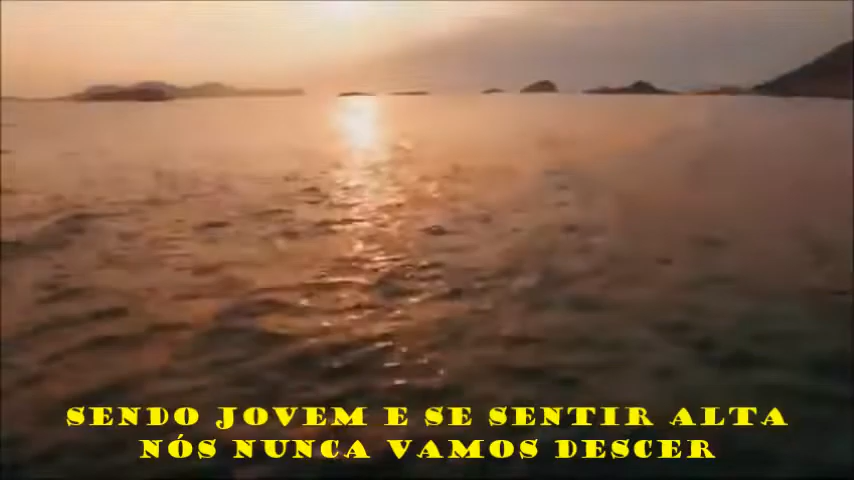 SENDO JOVEM E SE SENTIR ALTA
NÓS NUNCA VAMOS DESCER